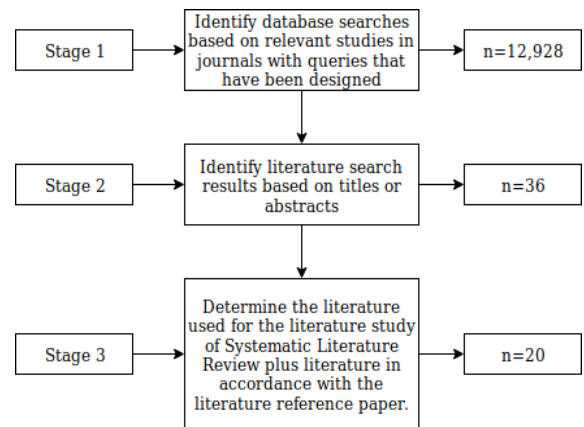 Stage 1
Identify database searches
based on relevant studies in
journals with queries that
have been designed
n=12,928
Stage 2
Identify literature search
results based on titles or
abstracts
n=36
Stage 3
Determine the literature
used for the literature study
of Systematic Literature
Review plus literature in
accordance with the
literature reference paper.
n=20